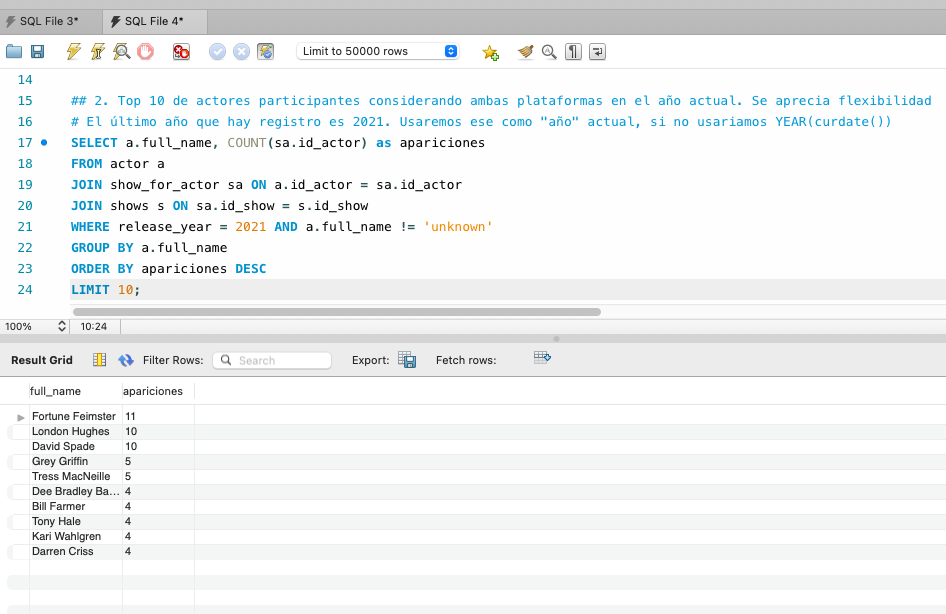 SQL File 3* SQL File 4*
Limit to 50000 rows
14
15 ## 2. Top 10 de actores participantes considerando ambas plataformas en el año actual. Se aprecia flexibilidad
16 # El último año que hay registro es 2021. Usaremos ese como "año" actual, si no usariamos YEAR(curdate())
17 SELECT a.full_name, COUNT(sa.id_actor) as apariciones
18 FROM actor a
19 JOIN show_for_actor sa ON a.id_actor = sa.id_actor
20 JOIN shows s ON sa.id_show = s.id_show
21 WHERE release_year = 2021 AND a.full_name != 'unknown'
22 GROUP BY a.full_name
23 ORDER BY apariciones DESC
24 LIMIT 10;
100% 10:24
Result Grid Filter Rows: Search Export: Fetch rows:
full_name apariciones
Fortune Feimster 11
London Hughes 10
David Spade 10
Grey Griffin 5
Tress MacNeille 5
Dee Bradley Ba... 4
Bill Farmer 4
Tony Hale 4
Kari Wahlgren 4
Darren Criss 4